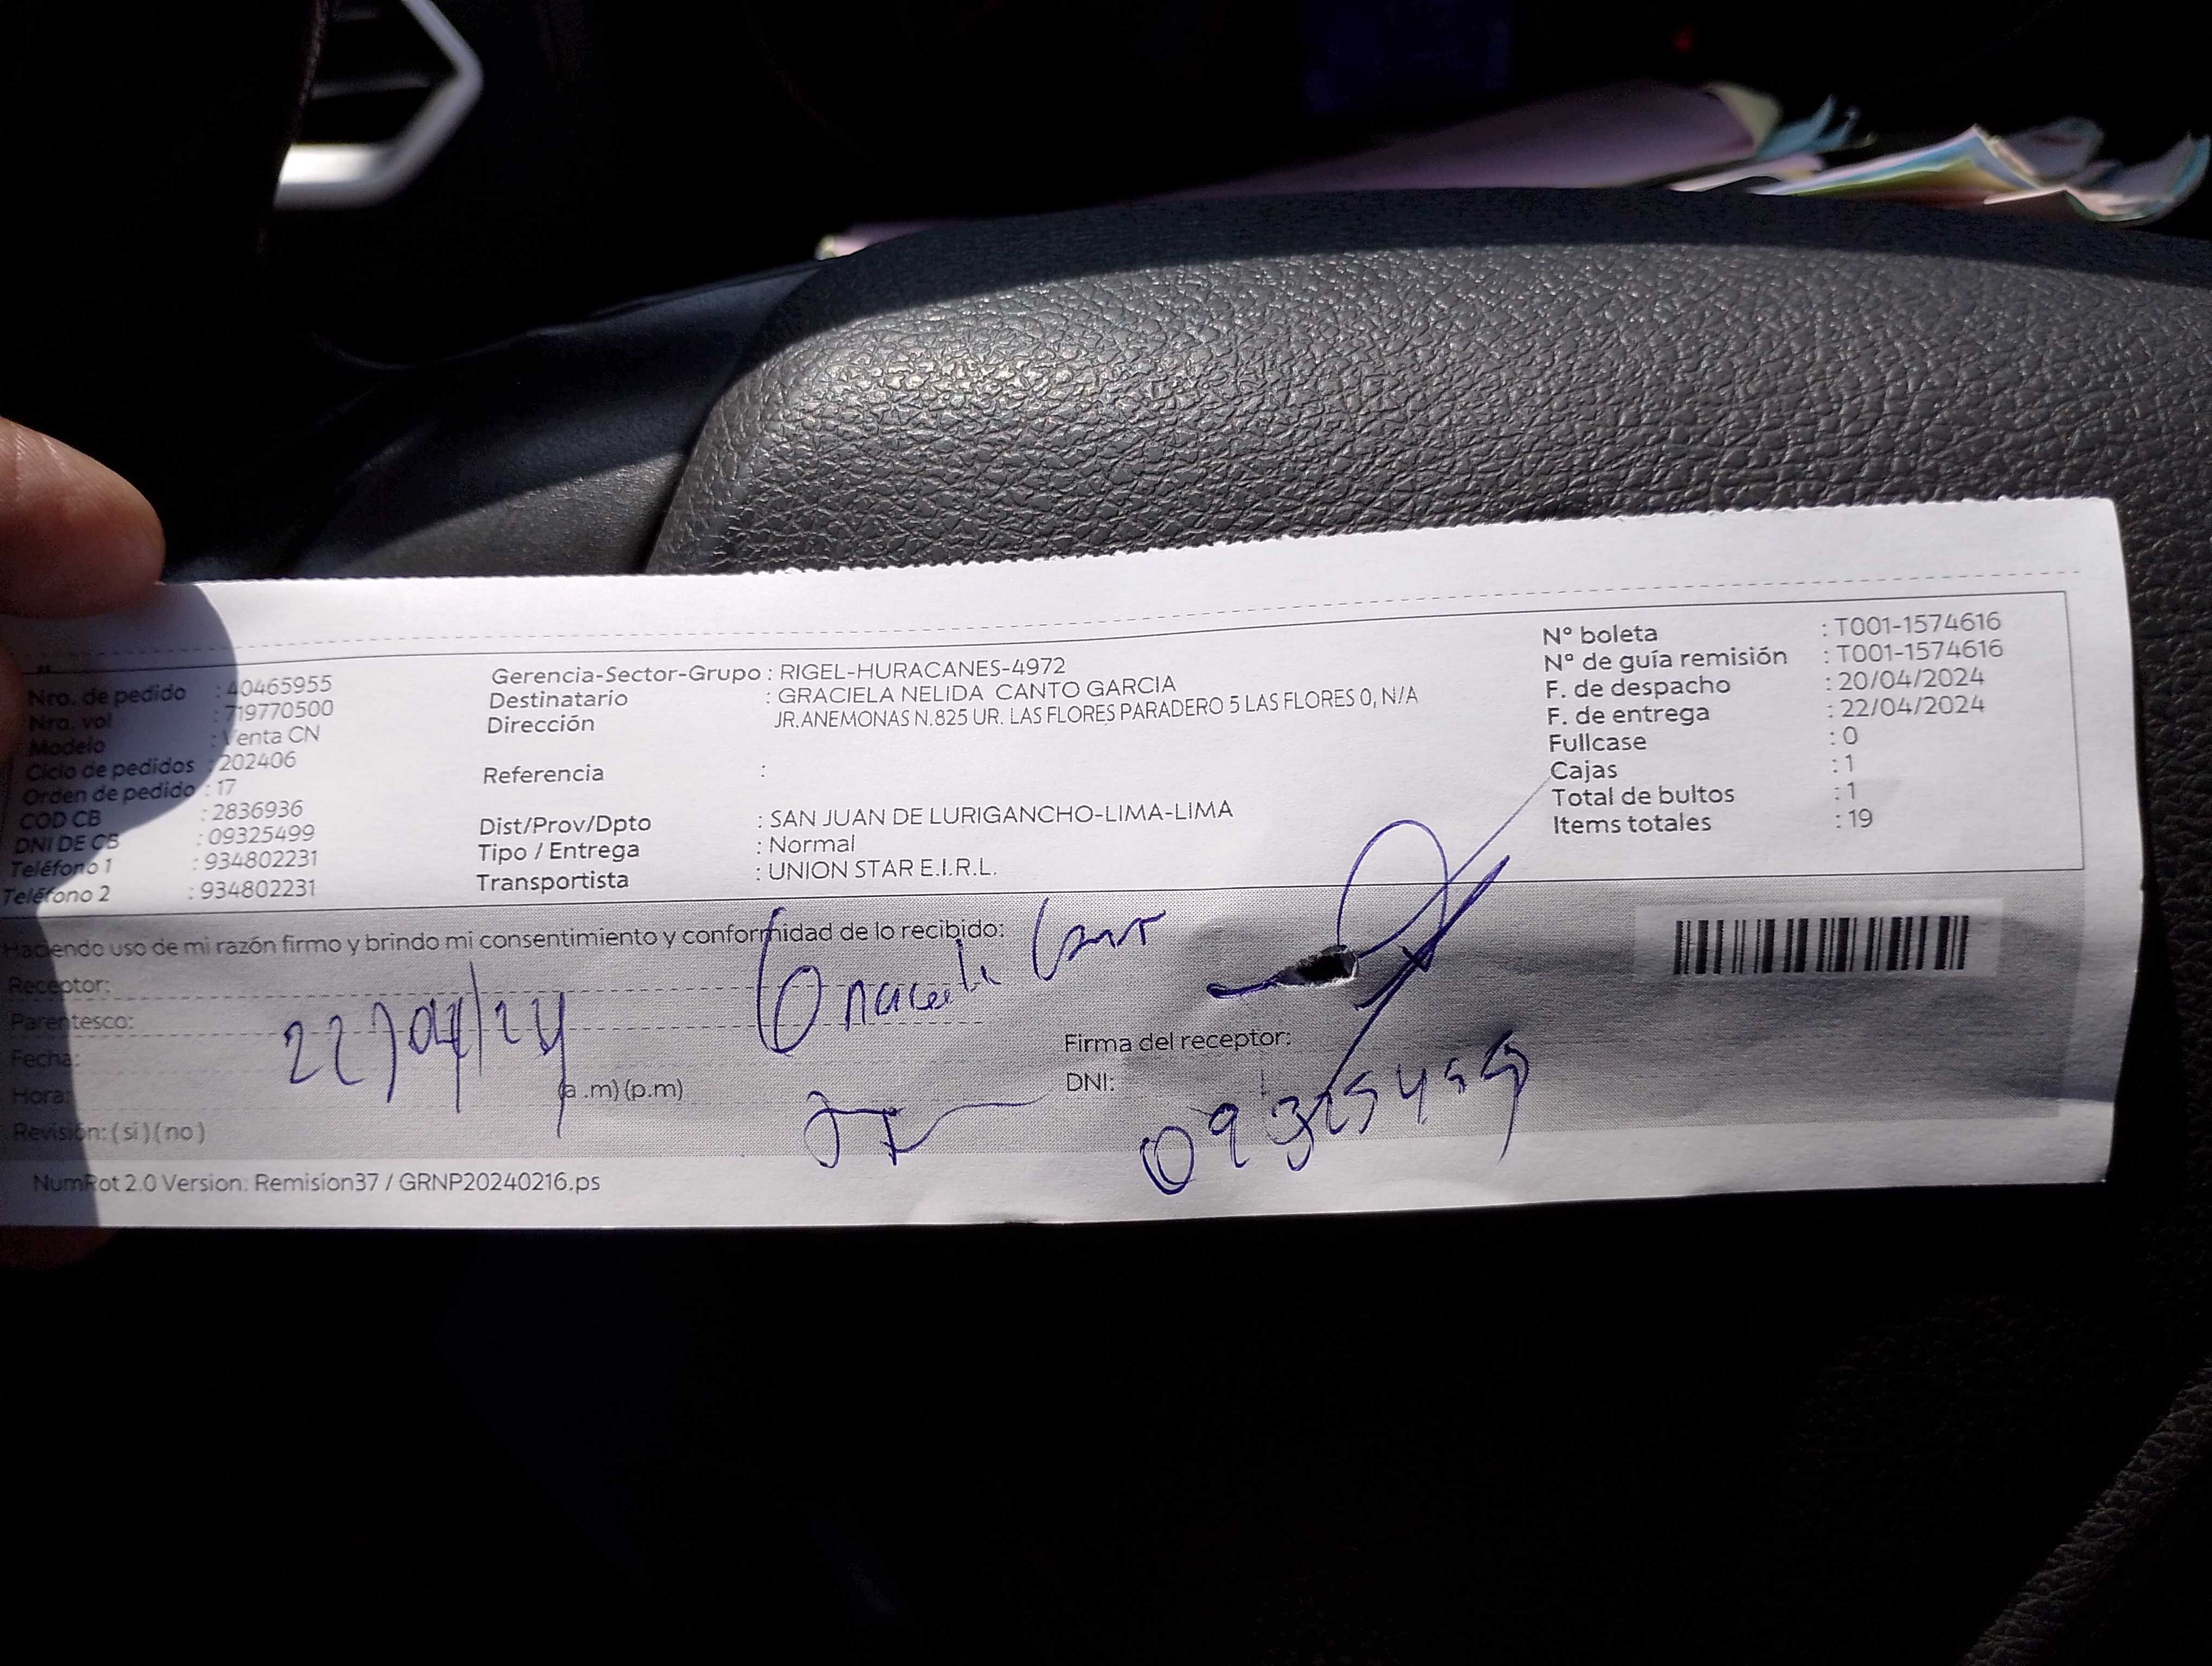 Nro. de pedido : 40465955
Nro. vol : 719770500
Modelo : Venta CN
Ciclo de pedidos : 202406
Orden de pedido : 17
COD CB : 2836936
DNI DE CB : 09325499
Teléfono 1 : 934802231
Teléfono 2 : 934802231
Gerencia-Sector-Grupo : RIGEL-HURACANES-4972
Destinatario : GRACIELA NELIDA CANTO GARCIA
Dirección JR.ANEMONAS N.825 UR. LAS FLORES PARADERO 5 LAS FLORES 0, N/A
Referencia :
Dist/Prov/Dpto : SAN JUAN DE LURIGANCHO-LIMA-LIMA
Tipo / Entrega : Normal
Transportista : UNION STAR E.I.R.L.
Nº boleta : T001-1574616
Nº de guía remisión : T001-1574616
F. de despacho : 20/04/2024
F. de entrega : 22/04/2024
Fullcase : 0
Cajas : 1
Total de bultos : 1
Items totales : 19
Haciendo uso de mi razón firmo y brindo mi consentimiento y conformidad de lo recibido:
Receptor:
Parentesco:
Fecha: 22/04/24
Hora: (a .m) (p.m)
Revisión: ( si ) ( no )
Firma del receptor:
DNI: 09325499
NumRot 2.0 Version: Remision37 / GRNP20240216.ps